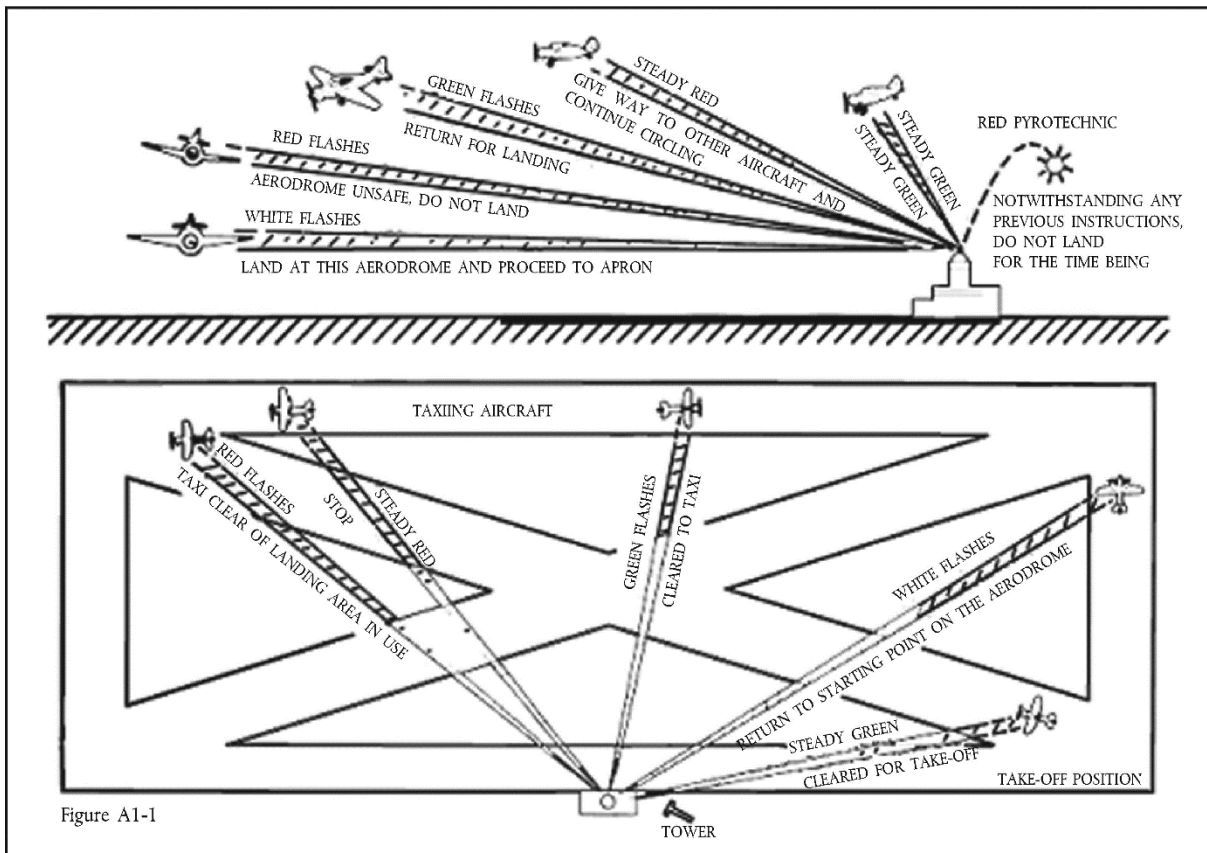 STEADY RED
GIVE WAY TO OTHER AIRCRAFT AND
CONTINUE CIRCLING
GREEN FLASHES
RETURN FOR LANDING
RED FLASHES
AERODROME UNSAFE, DO NOT LAND
WHITE FLASHES
LAND AT THIS AERODROME AND PROCEED TO APRON
STEADY GREEN
STEADY GREEN
RED PYROTECHNIC
NOTWITHSTANDING ANY
PREVIOUS INSTRUCTIONS,
DO NOT LAND
FOR THE TIME BEING
TAXIING AIRCRAFT
RED FLASHES
TAXI CLEAR OF LANDING AREA IN USE
STEADY RED
STOP
GREEN FLASHES
CLEARED TO TAXI
WHITE FLASHES
RETURN TO STARTING POINT ON THE AERODROME
STEADY GREEN
CLEARED FOR TAKE-OFF
TAKE-OFF POSITION
Figure A1-1
TOWER